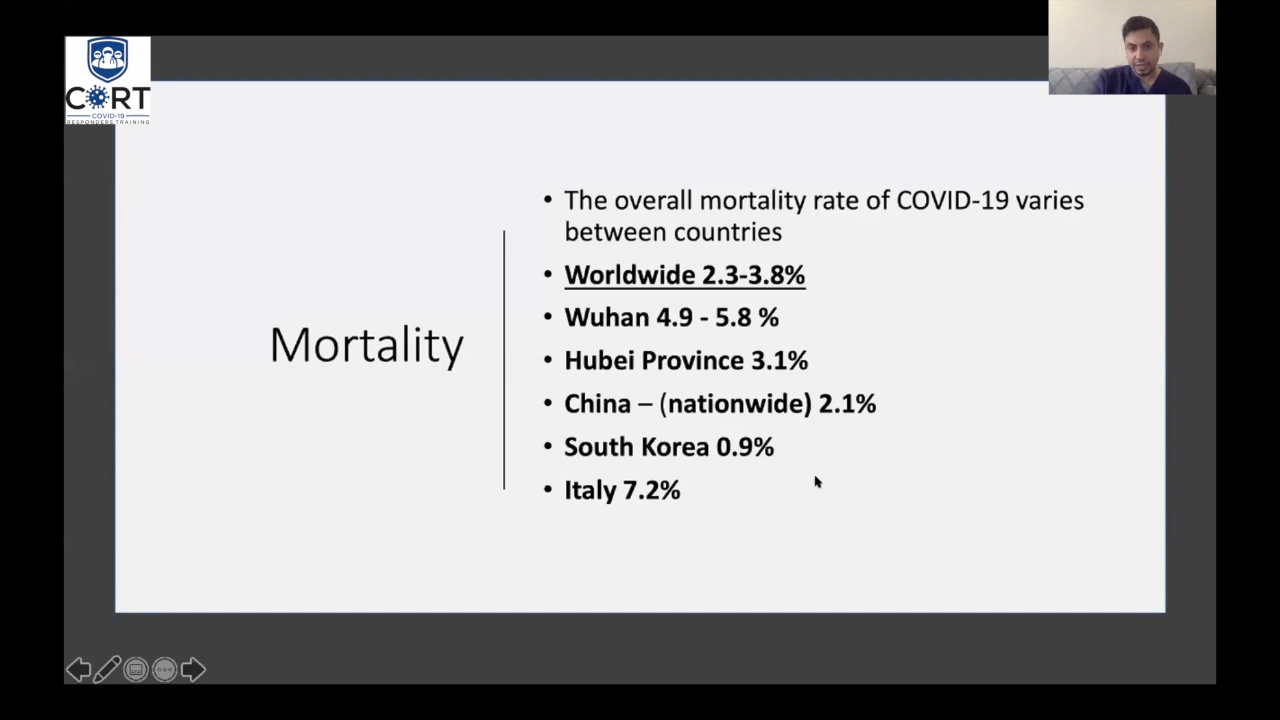 CORT
COVID-19
RESPONDERS TRAINING
Mortality
• The overall mortality rate of COVID-19 varies
between countries
• Worldwide 2.3-3.8%
• Wuhan 4.9 - 5.8 %
• Hubei Province 3.1%
• China – (nationwide) 2.1%
• South Korea 0.9%
• Italy 7.2%